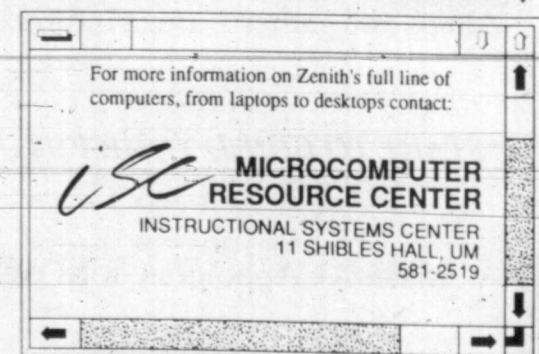 For more information on Zenith's full line of
computers, from laptops to desktops contact:
ISC
MICROCOMPUTER
RESOURCE CENTER
INSTRUCTIONAL SYSTEMS CENTER
11 SHIBLES HALL, UM
581-2519